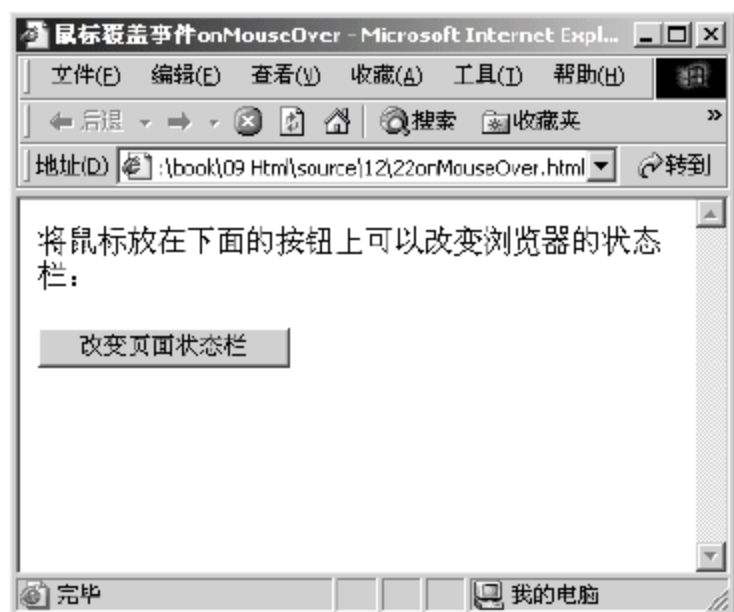 鼠标覆盖事件onMouseOver - Microsoft Internet Expl...
文件(F) 编辑(E) 查看(V) 收藏(A) 工具(T) 帮助(H)
后退 搜索 收藏夹 »
地址(D) :\book\09 Html\source\12\22onMouseOver.html 转到
将鼠标放在下面的按钮上可以改变浏览器的状态
栏：
改变页面状态栏
完毕 我的电脑